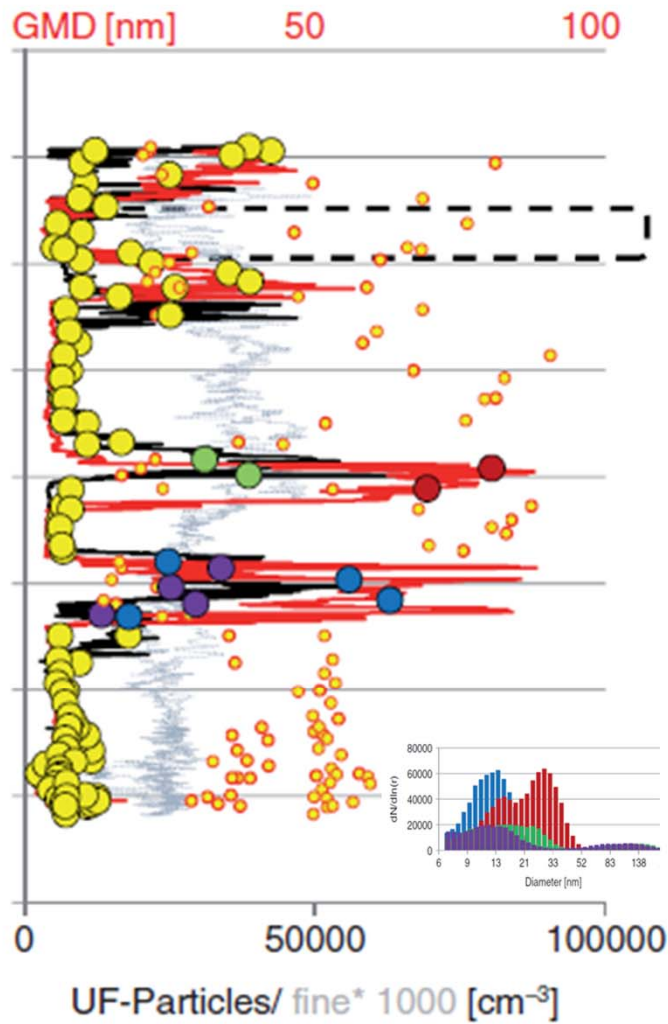 GMD [nm] 50 100
80000
60000
40000
20000
0
dN/dln(r)
6 9 13 21 33 52 83 138
Diameter [nm]
0 50000 100000
UF-Particles/ fine* 1000 [cm⁻³]